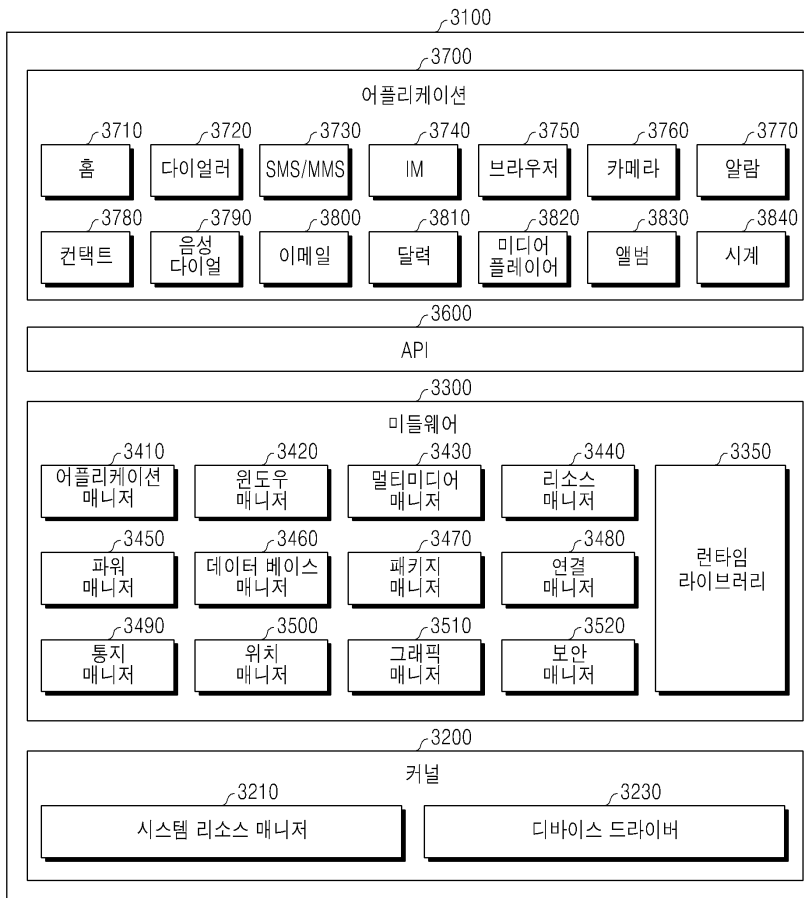 3100
3700
어플리케이션
3710 3720 3730 3740 3750 3760 3770
홈 다이얼러 SMS/MMS IM 브라우저 카메라 알람
3780 3790 3800 3810 3820 3830 3840
컨택트 음성 다이얼 이메일 달력 미디어 플레이어 앨범 시계
3600
API
3300
미들웨어
3410 3420 3430 3440 3350
어플리케이션 윈도우 멀티미디어 리소스
매니저 매니저 매니저 매니저
3450 3460 3470 3480
파워 데이터 베이스 패키지 연결 런타임
매니저 매니저 매니저 매니저 라이브러리
3490 3500 3510 3520
통지 위치 그래픽 보안
매니저 매니저 매니저 매니저
3200
커널
3210 3230
시스템 리소스 매니저 디바이스 드라이버